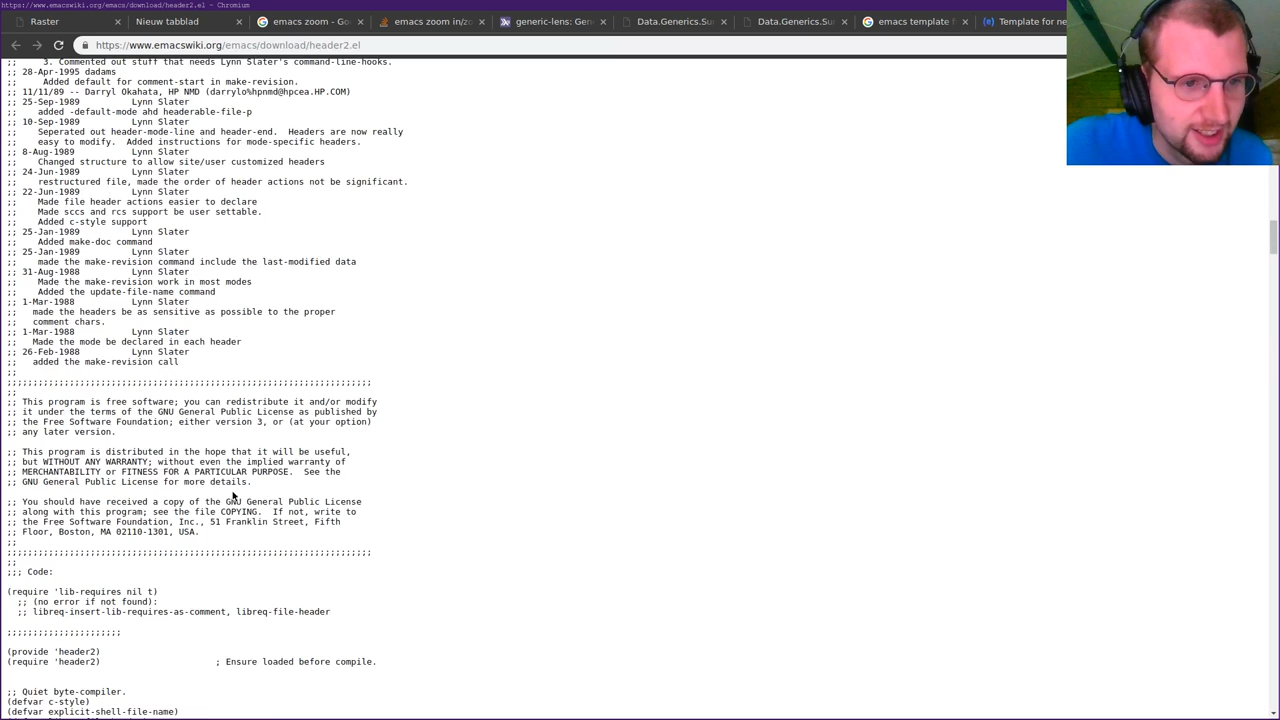 https://www.emacswiki.org/emacs/download/header2.el - Chromium
Raster
Nieuw tabblad
emacs zoom - Go
emacs zoom in/zo
generic-lens: Gen
Data.Generics.Su
Data.Generics.Su
emacs template f
Template for ne
https://www.emacswiki.org/emacs/download/header2.el
;; 3. Commented out stuff that needs Lynn Slater's command-line-hooks.
;; 28-Apr-1995 dadams
;; Added default for comment-start in make-revision.
;; 11/11/89 -- Darryl Okahata, HP NMD (darrylo%hpnmd@hpcea.HP.COM)
;; 25-Sep-1989 Lynn Slater
;; added -default-mode ahd headerable-file-p
;; 10-Sep-1989 Lynn Slater
;; Seperated out header-mode-line and header-end. Headers are now really
;; easy to modify. Added instructions for mode-specific headers.
;; 8-Aug-1989 Lynn Slater
;; Changed structure to allow site/user customized headers
;; 24-Jun-1989 Lynn Slater
;; restructured file, made the order of header actions not be significant.
;; 22-Jun-1989 Lynn Slater
;; Made file header actions easier to declare
;; Made sccs and rcs support be user settable.
;; Added c-style support
;; 25-Jan-1989 Lynn Slater
;; Added make-doc command
;; 25-Jan-1989 Lynn Slater
;; made the make-revision command include the last-modified data
;; 31-Aug-1988 Lynn Slater
;; Made the make-revision work in most modes
;; Added the update-file-name command
;; 1-Mar-1988 Lynn Slater
;; made the headers be as sensitive as possible to the proper
;; comment chars.
;; 1-Mar-1988 Lynn Slater
;; Made the mode be declared in each header
;; 26-Feb-1988 Lynn Slater
;; added the make-revision call
;;
;;;;;;;;;;;;;;;;;;;;;;;;;;;;;;;;;;;;;;;;;;;;;;;;;;;;;;;;;;;;;;;;;;;;;;
;;
;; This program is free software; you can redistribute it and/or modify
;; it under the terms of the GNU General Public License as published by
;; the Free Software Foundation; either version 3, or (at your option)
;; any later version.
;; This program is distributed in the hope that it will be useful,
;; but WITHOUT ANY WARRANTY; without even the implied warranty of
;; MERCHANTABILITY or FITNESS FOR A PARTICULAR PURPOSE. See the
;; GNU General Public License for more details.
;; You should have received a copy of the GNU General Public License
;; along with this program; see the file COPYING. If not, write to
;; the Free Software Foundation, Inc., 51 Franklin Street, Fifth
;; Floor, Boston, MA 02110-1301, USA.
;;
;;;;;;;;;;;;;;;;;;;;;;;;;;;;;;;;;;;;;;;;;;;;;;;;;;;;;;;;;;;;;;;;;;;;;;
;;
;;; Code:
(require 'lib-requires nil t)
;; (no error if not found):
;; libreq-insert-lib-requires-as-comment, libreq-file-header
;;;;;;;;;;;;;;;;;;;;;;
(provide 'header2)
(require 'header2) ; Ensure loaded before compile.
;; Quiet byte-compiler.
(defvar c-style)
(defvar explicit-shell-file-name)